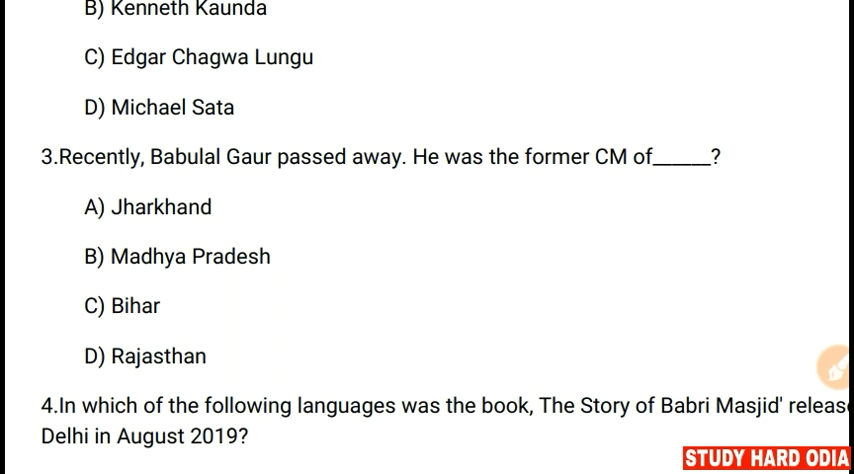 B) Kenneth Kaunda
C) Edgar Chagwa Lungu
D) Michael Sata
3.Recently, Babulal Gaur passed away. He was the former CM of______?
A) Jharkhand
B) Madhya Pradesh
C) Bihar
D) Rajasthan
4.In which of the following languages was the book, The Story of Babri Masjid'
Delhi in August 2019?
STUDY HARD ODIA